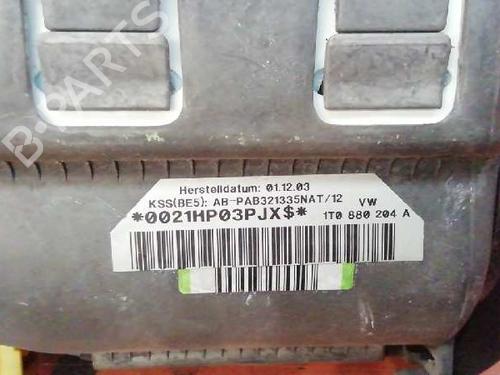 B-PARTS
Herstelldatum: 01.12.03
KSS(BE5): AB-PAB321335NAT/12 VW
*0021HP03PJX$* 1T0 880 204 A